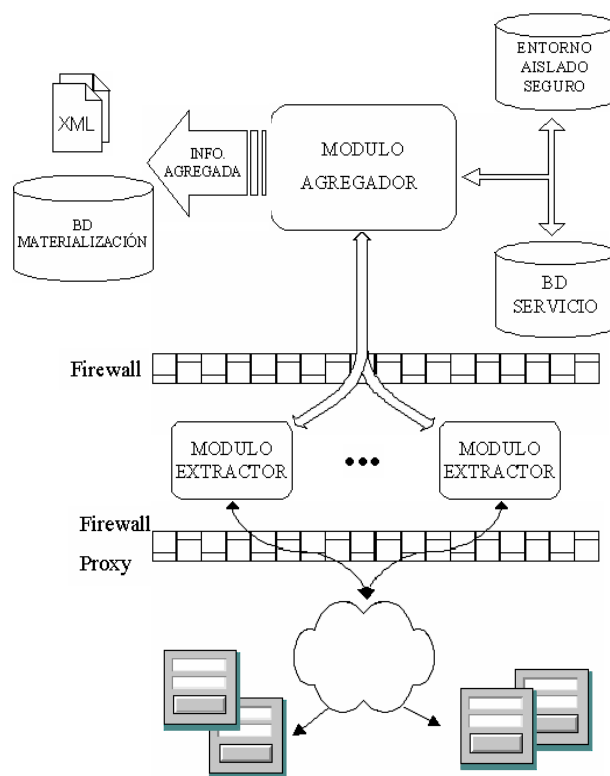 ENTORNO
AISLADO
SEGURO
XML
INFO.
AGREGADA
MODULO
AGREGADOR
BD
MATERIALIZACIÓN
BD
SERVICIO
Firewall
MODULO
EXTRACTOR
MODULO
EXTRACTOR
Firewall
Proxy